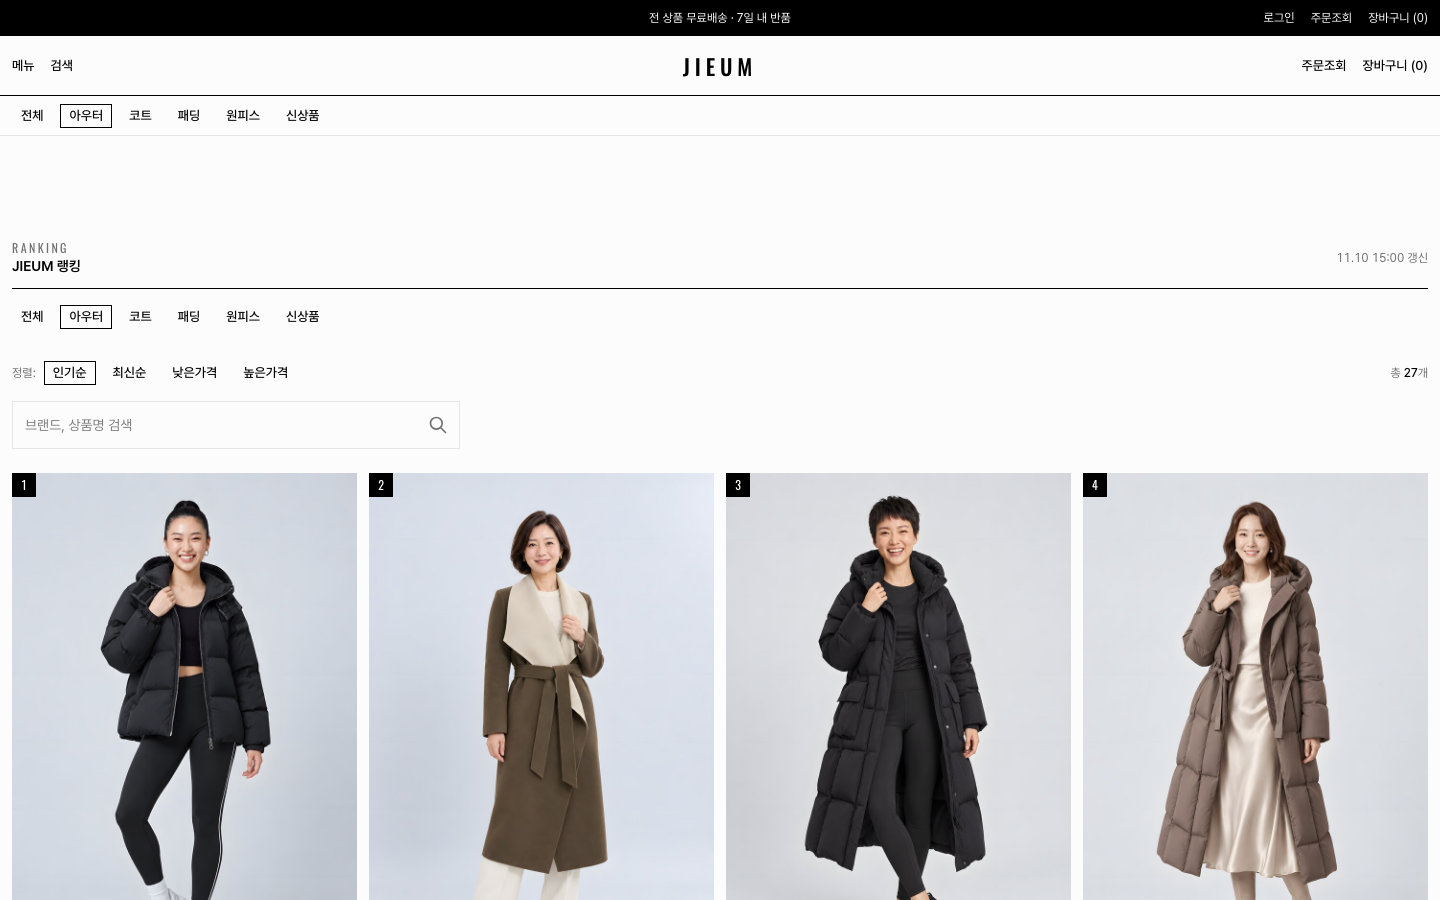 전 상품 무료배송 · 7일 내 반품
로그인 주문조회 장바구니 (0)
메뉴 검색
JIEUM
주문조회 장바구니 (0)
전체 아우터 코트 패딩 원피스 신상품
RANKING
JIEUM 랭킹
11.10 15:00 갱신
전체 아우터 코트 패딩 원피스 신상품
정렬: 인기순 최신순 낮은가격 높은가격
총 27개
브랜드, 상품명 검색
1
2
3
4